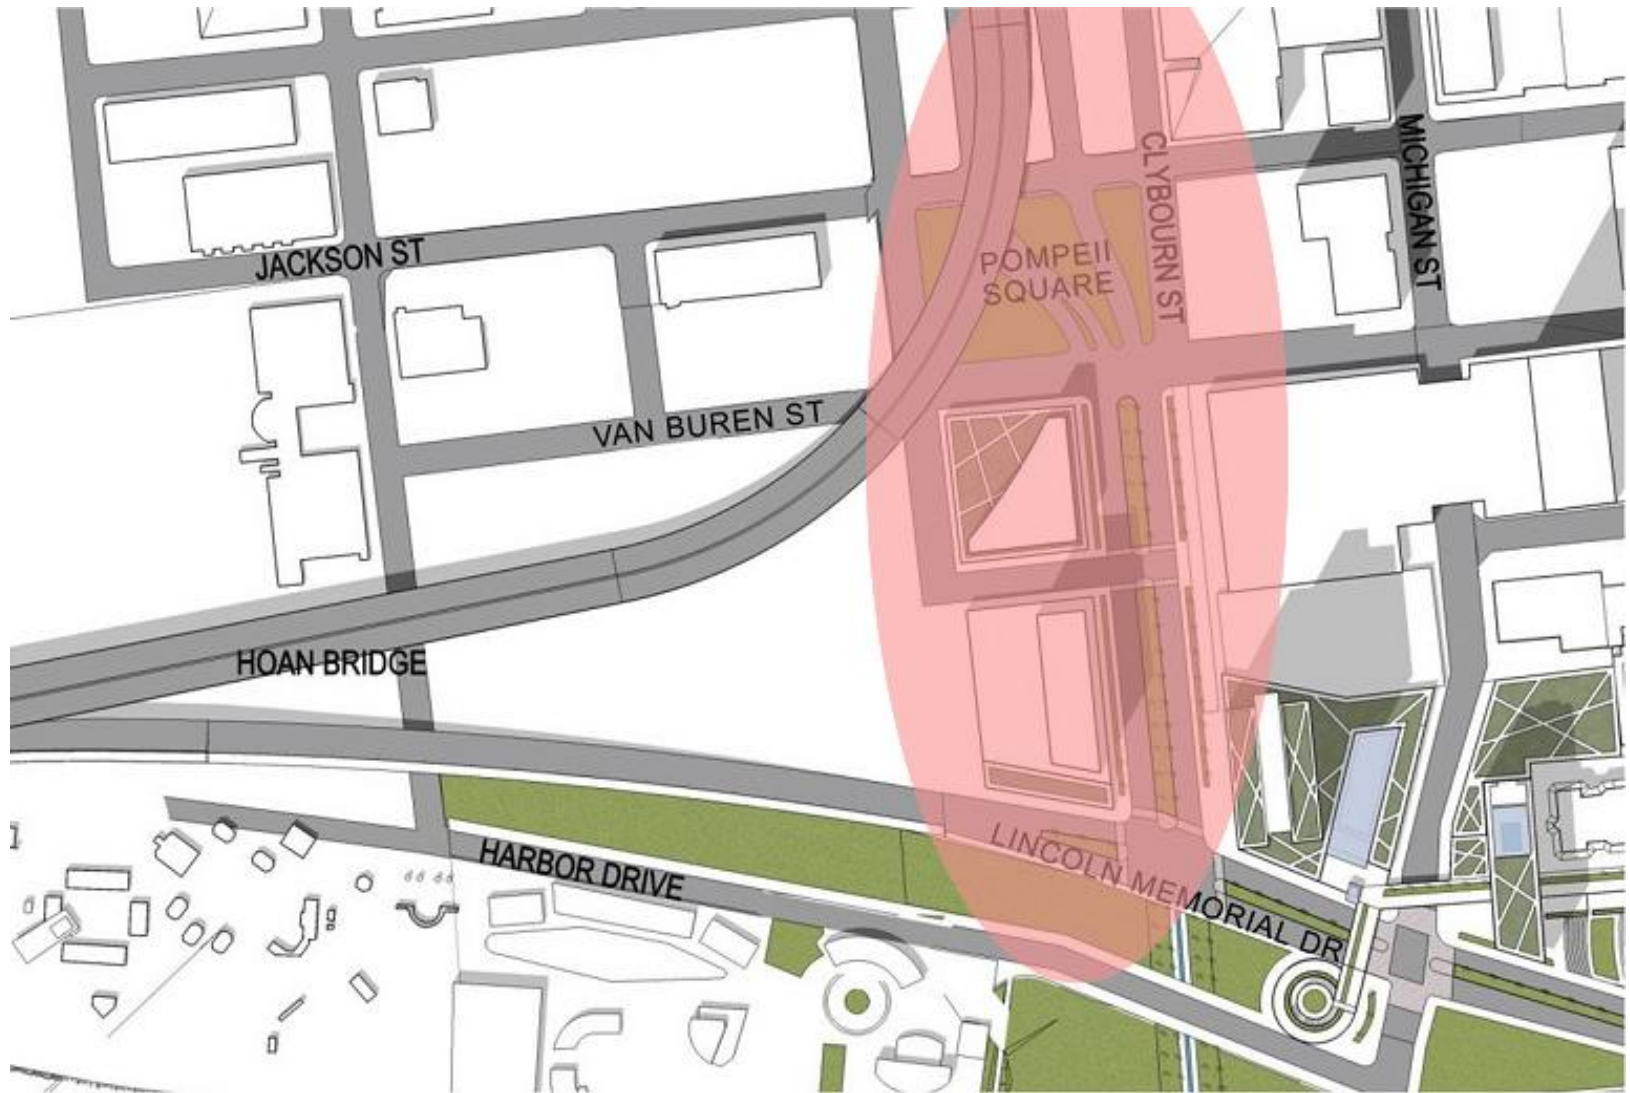 CLYBOURN ST
MICHIGAN ST
JACKSON ST
POMPEII
SQUARE
VAN BUREN ST
HOAN BRIDGE
LINCOLN MEMORIAL DR
HARBOR DRIVE